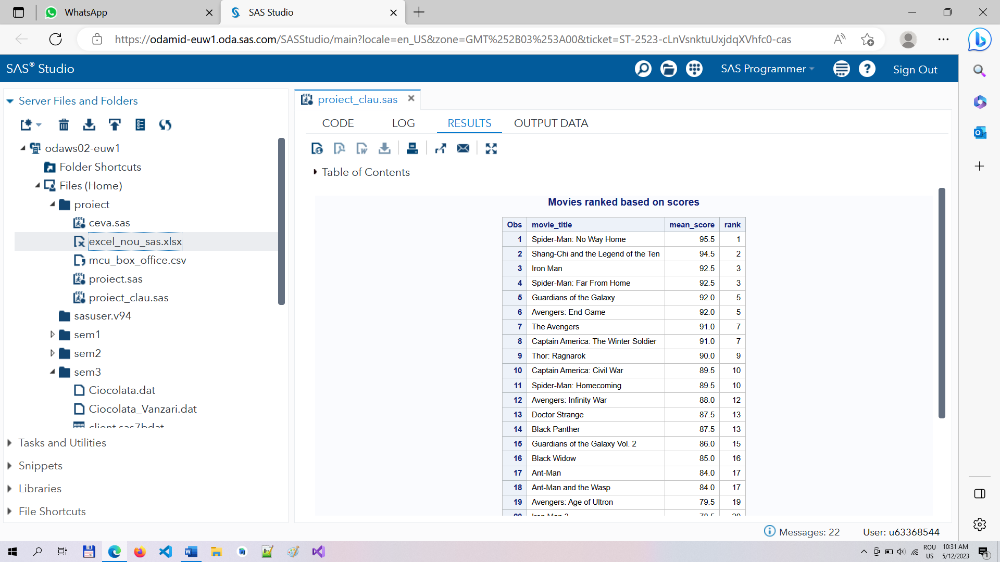 WhatsApp
SAS Studio
https://odamid-euw1.oda.sas.com/SASStudio/main?locale=en_US&zone=GMT%252B03%253A00&ticket=ST-2523-cLnVsnktuUxjdqXVhfc0-cas
SAS® Studio
SAS Programmer
Sign Out
Server Files and Folders
odaws02-euw1
Folder Shortcuts
Files (Home)
proiect
ceva.sas
excel_nou_sas.xlsx
mcu_box_office.csv
proiect.sas
proiect_clau.sas
sasuser.v94
sem1
sem2
sem3
Ciocolata.dat
Ciocolata_Vanzari.dat
client.sas7bdat
Tasks and Utilities
Snippets
Libraries
File Shortcuts
proiect_clau.sas
CODE LOG RESULTS OUTPUT DATA
Table of Contents
Movies ranked based on scores
Obs movie_title mean_score rank
1 Spider-Man: No Way Home 95.5 1
2 Shang-Chi and the Legend of the Ten 94.5 2
3 Iron Man 92.5 3
4 Spider-Man: Far From Home 92.5 3
5 Guardians of the Galaxy 92.0 5
6 Avengers: End Game 92.0 5
7 The Avengers 91.0 7
8 Captain America: The Winter Soldier 91.0 7
9 Thor: Ragnarok 90.0 9
10 Captain America: Civil War 89.5 10
11 Spider-Man: Homecoming 89.5 10
12 Avengers: Infinity War 88.0 12
13 Doctor Strange 87.5 13
14 Black Panther 87.5 13
15 Guardians of the Galaxy Vol. 2 86.0 15
16 Black Widow 85.0 16
17 Ant-Man 84.0 17
18 Ant-Man and the Wasp 84.0 17
19 Avengers: Age of Ultron 79.5 19
20 Iron Man 2 78.5 20
Messages: 22
User: u63368544
ROU
US
10:31 AM
5/12/2023
1